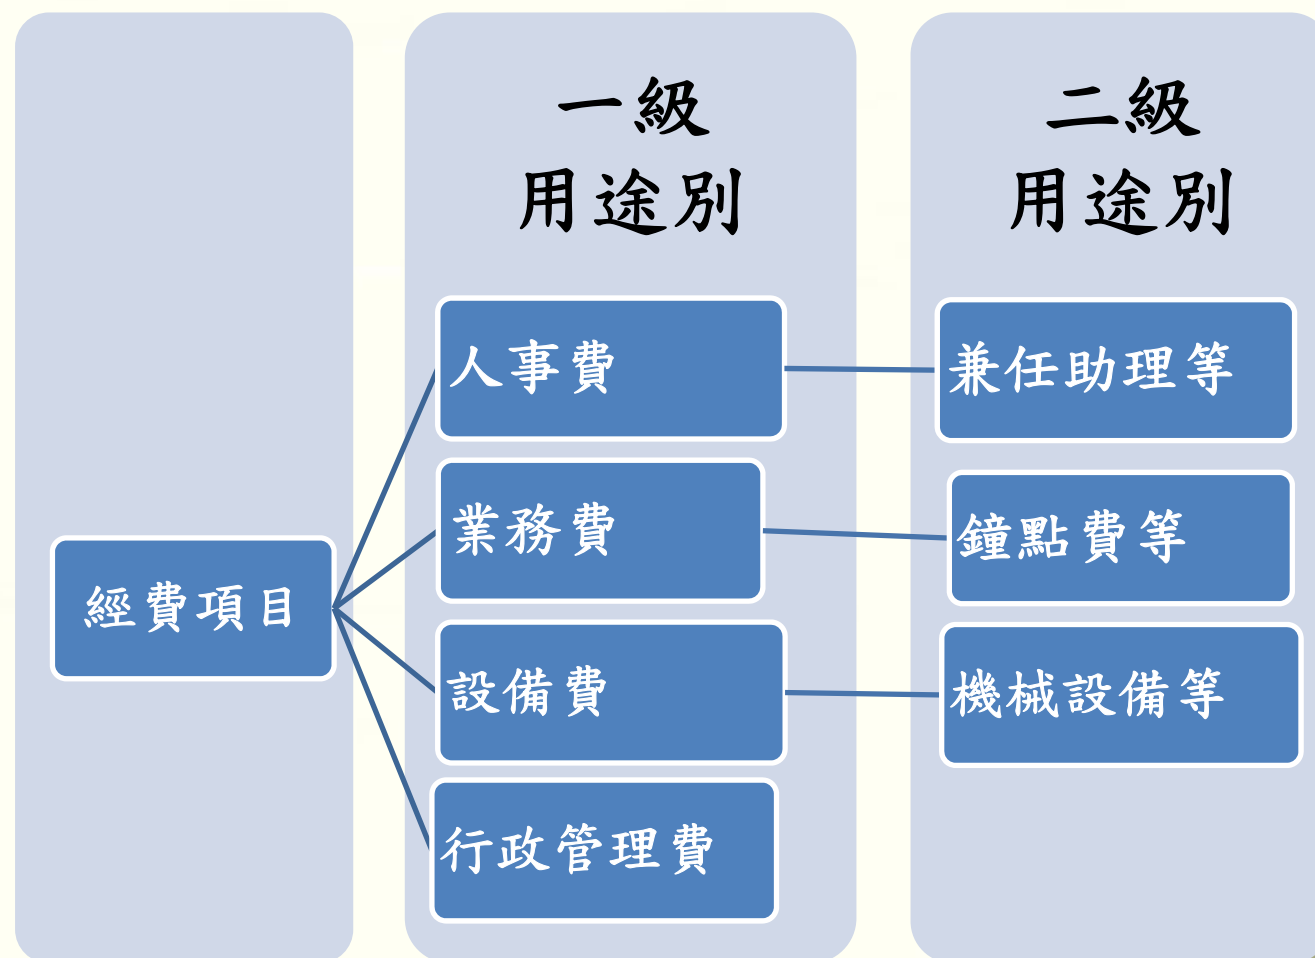 一級
用途別
二級
用途別
經費項目
人事費
兼任助理等
業務費
鐘點費等
設備費
機械設備等
行政管理費